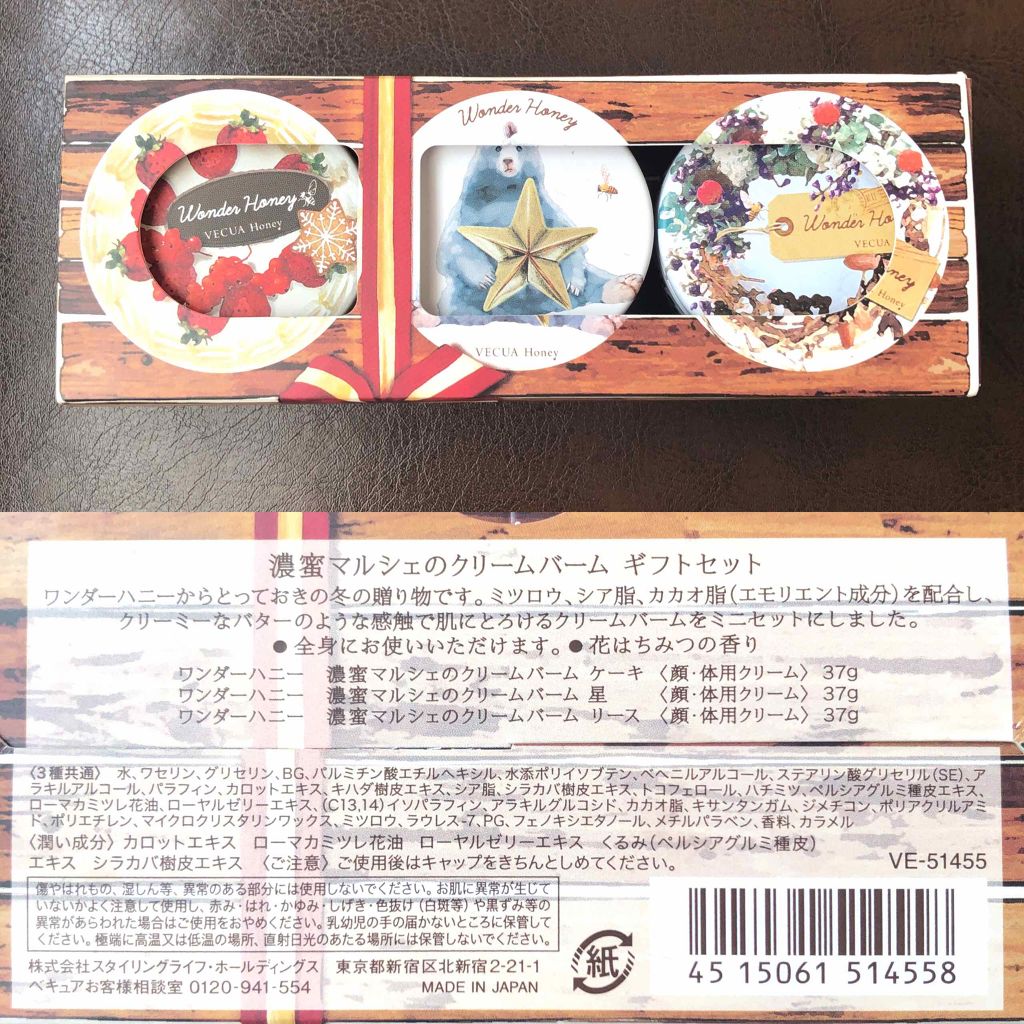 Wonder Honey
VECUA Honey
Wonder Honey
VECUA Honey
Wonder Ho
VECUA
ney
Honey
濃蜜マルシェのクリームバーム ギフトセット
ワンダーハニーからとっておきの冬の贈り物です。ミツロウ、シア脂、カカオ脂(エモリエント成分)を配合し、
クリーミーなバターのような感触で肌にとろけるクリームバームをミニセットにしました。
●全身にお使いいただけます。●花はちみつの香り
ワンダーハニー 濃蜜マルシェのクリームバーム ケーキ 〈顔・体用クリーム〉 37g
ワンダーハニー 濃蜜マルシェのクリームバーム 星 〈顔・体用クリーム〉 37g
ワンダーハニー 濃蜜マルシェのクリームバーム リース 〈顔・体用クリーム〉 37g
〈3種共通〉 水、ワセリン、グリセリン、BG、パルミチン酸エチルヘキシル、水添ポリイソブテン、ベヘニルアルコール、ステアリン酸グリセリル(SE)、ア
ラキルアルコール、パラフィン、カロットエキス、キハダ樹皮エキス、シア脂、シラカバ樹皮エキス、トコフェロール、ハチミツ、ペルシアグルミ種皮エキス、
ローマカミツレ花油、ローヤルゼリーエキス、(C13,14)イソパラフィン、アラキルグルコシド、カカオ脂、キサンタンガム、ジメチコン、ポリアクリルアミ
ド、ポリエチレン、マイクロクリスタリンワックス、ミツロウ、ラウレス-7、PG、フェノキシエタノール、メチルパラベン、香料、カラメル
〈潤い成分〉カロットエキス ローマカミツレ花油 ローヤルゼリーエキス くるみ(ペルシアグルミ種皮)
エキス シラカバ樹皮エキス 〈ご注意〉ご使用後はキャップをきちんとしめてください。 VE-51455
傷やはれもの、湿しん等、異常のある部分には使用しないでください。お肌に異常が生じて
いないかよく注意して使用し、赤み・はれ・かゆみ・しげき・色抜け(白斑等)や黒ずみ等の
異常があらわれた場合はご使用をおやめください。乳幼児の手の届かないところに保管して
ください。極端に高温又は低温の場所、直射日光のあたる場所には保管しないでください。
株式会社スタイリングライフ・ホールディングス 東京都新宿区北新宿2-21-1
ベキュアお客様相談室 0120-941-554 MADE IN JAPAN
紙
45 15061 514558